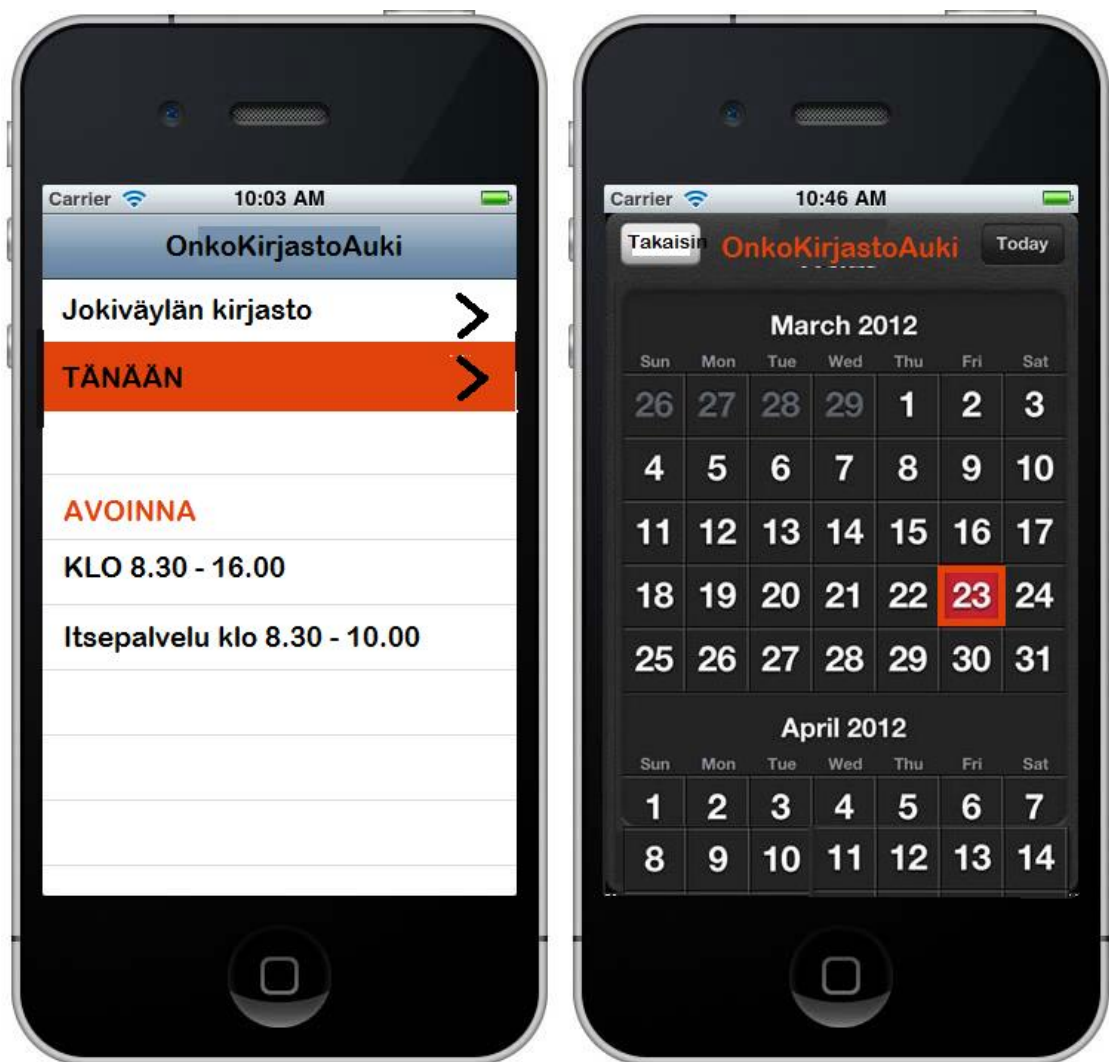 Carrier 10:03 AM
OnkoKirjastoAuki
Jokiväylän kirjasto
TÄNÄÄN
AVOINNA
KLO 8.30 - 16.00
Itsepalvelu klo 8.30 - 10.00
Carrier 10:46 AM
Takaisin OnkoKirjastoAuki Today
March 2012
Sun Mon Tue Wed Thu Fri Sat
26 27 28 29 1 2 3
4 5 6 7 8 9 10
11 12 13 14 15 16 17
18 19 20 21 22 23 24
25 26 27 28 29 30 31
April 2012
Sun Mon Tue Wed Thu Fri Sat
1 2 3 4 5 6 7
8 9 10 11 12 13 14